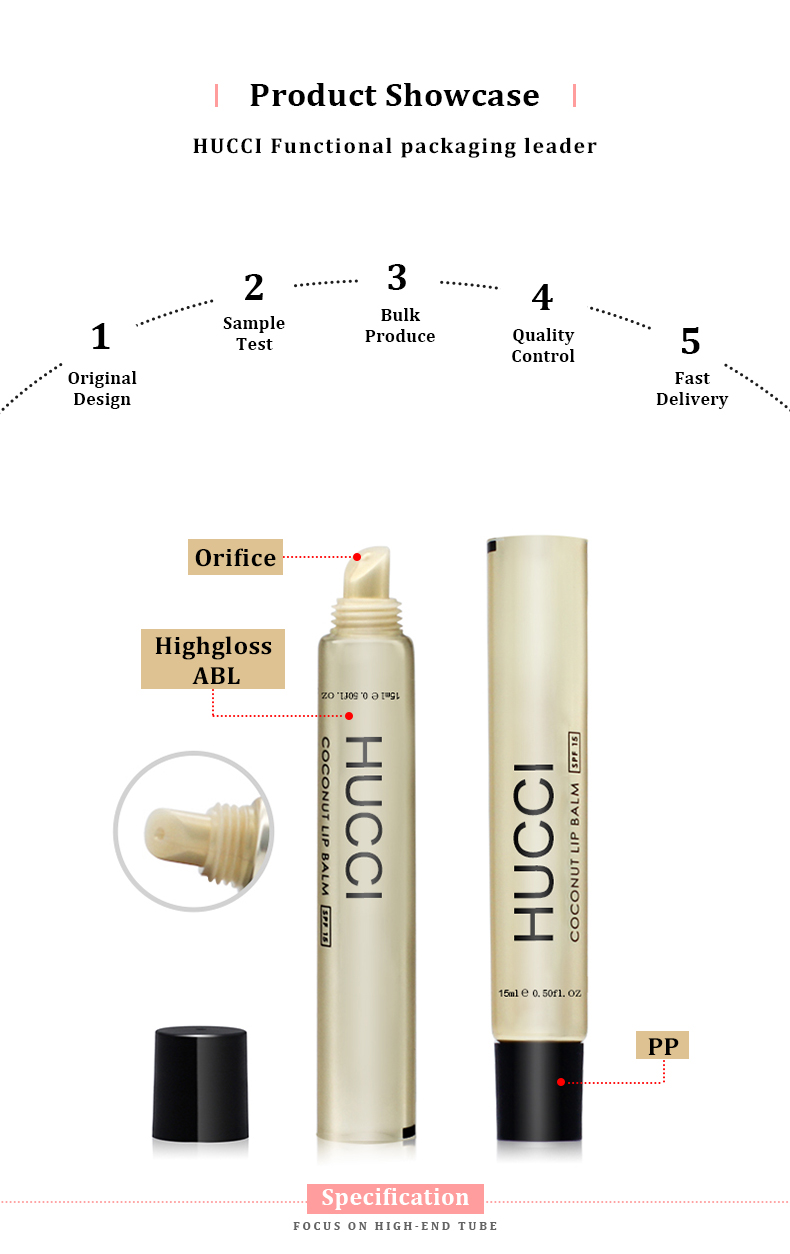 Product Showcase
HUCCI Functional packaging leader
1
Original
Design
2
Sample
Test
3
Bulk
Produce
4
Quality
Control
5
Fast
Delivery
Orifice
Highgloss
ABL
15ml e 0.50fl.oz
HUCCI
COCONUT LIP BALM SPF 15
HUCCI
COCONUT LIP BALM SPF 15
15ml e 0.50fl.oz
PP
Specification
FOCUS ON HIGH-END TUBE